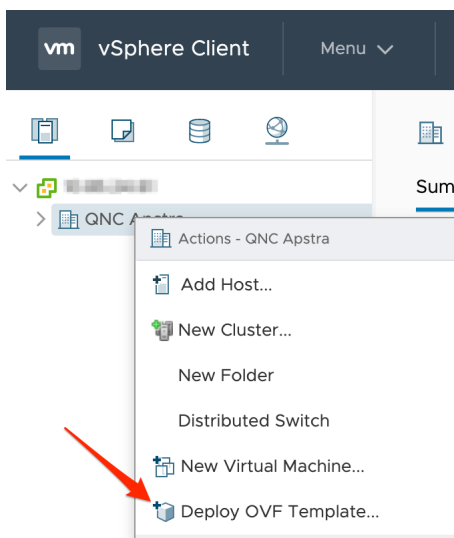 vm vSphere Client Menu
Sum
QNC Apstra
Actions - QNC Apstra
Add Host...
New Cluster...
New Folder
Distributed Switch
New Virtual Machine...
Deploy OVF Template...